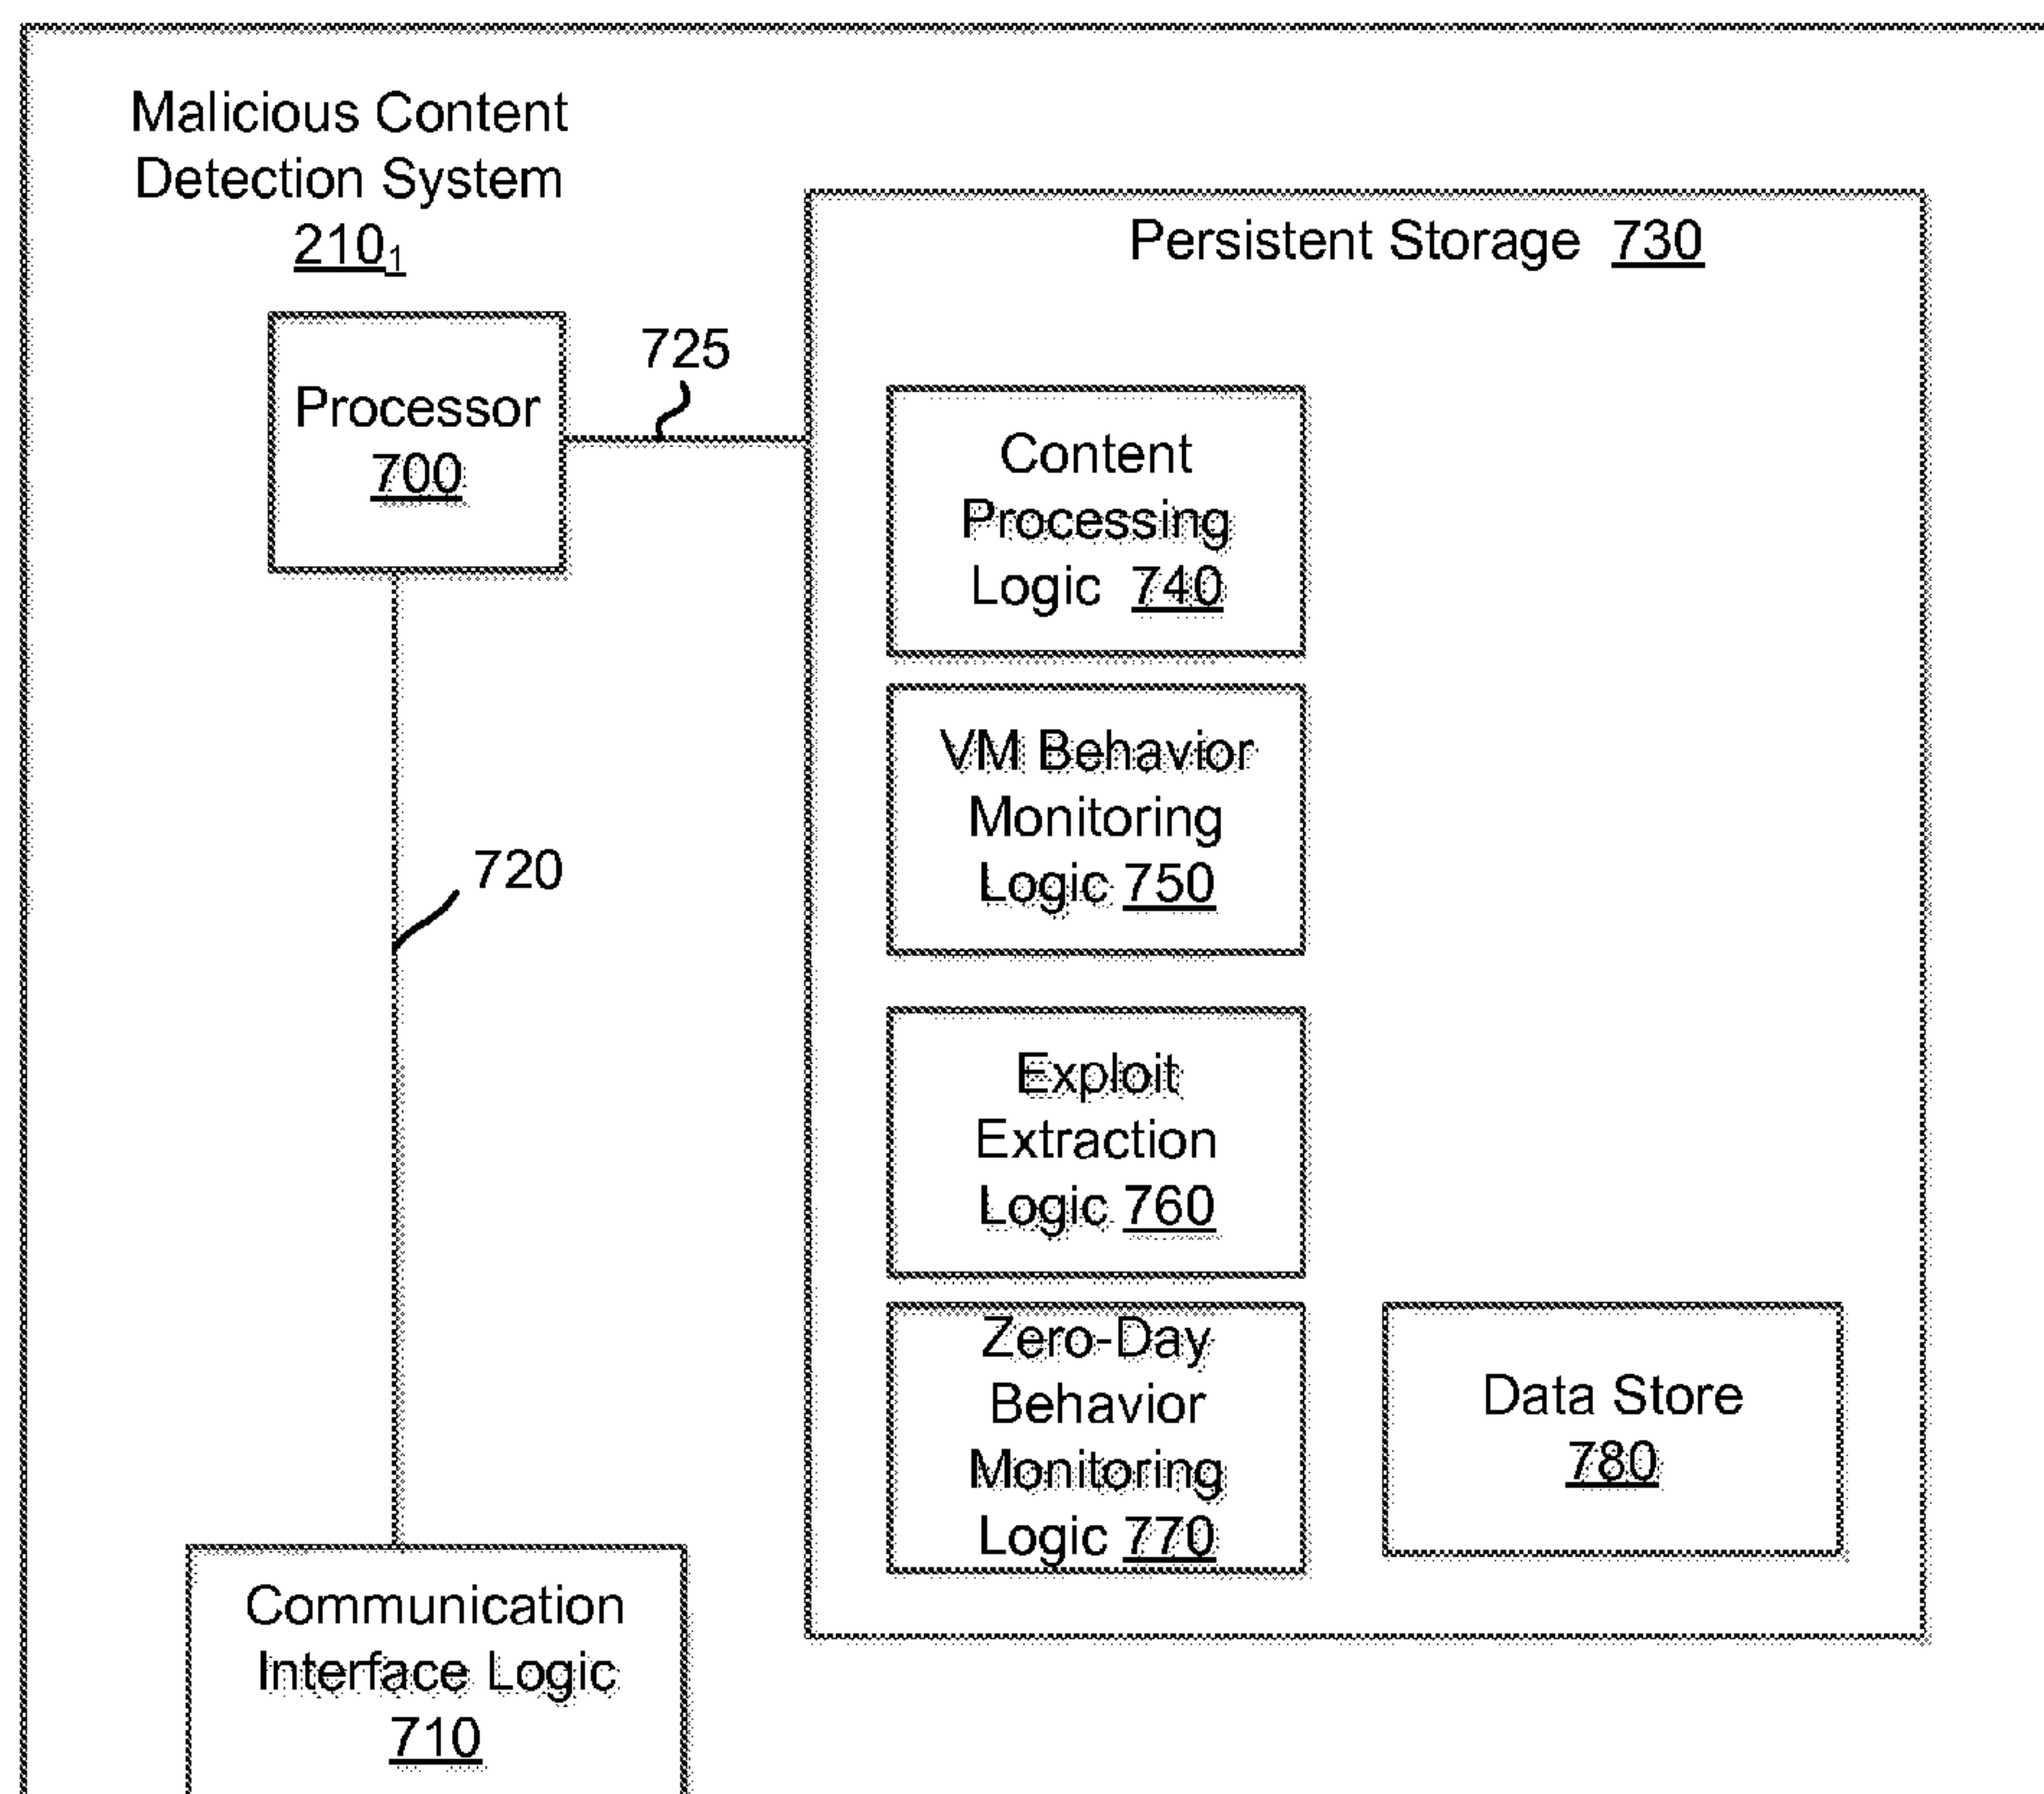 Malicious Content
Detection System
210₁
Persistent Storage 730
Processor
700
725
Content
Processing
Logic 740
VM Behavior
Monitoring
Logic 750
720
Exploit
Extraction
Logic 760
Zero-Day
Behavior
Monitoring
Logic 770
Data Store
780
Communication
Interface Logic
710